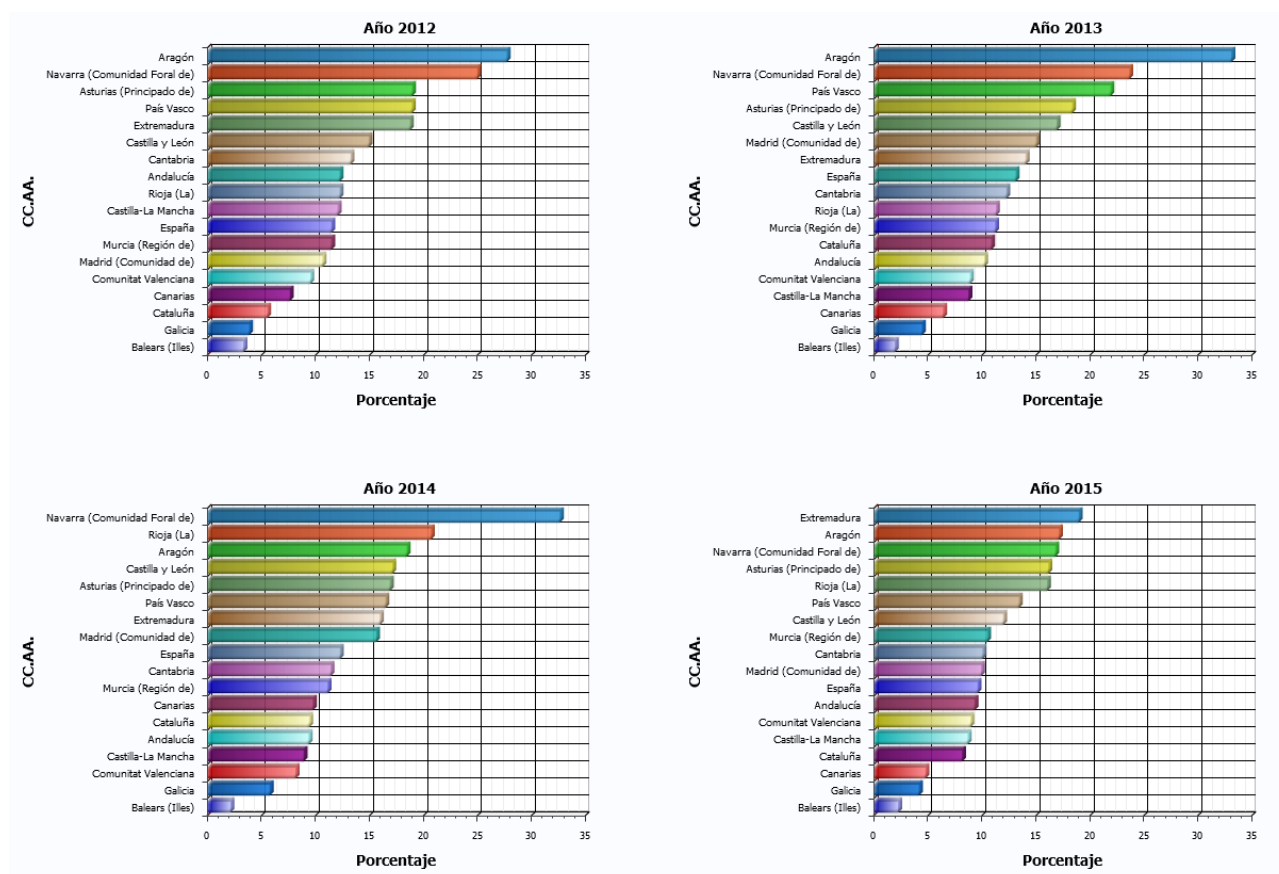 Año 2012
CC.AA.
Aragón
Navarra (Comunidad Foral de)
Asturias (Principado de)
País Vasco
Extremadura
Castilla y León
Cantabria
Andalucía
Rioja (La)
Castilla-La Mancha
España
Murcia (Región de)
Madrid (Comunidad de)
Comunitat Valenciana
Canarias
Cataluña
Galicia
Balears (Illes)
0 5 10 15 20 25 30 35
Porcentaje
Año 2013
CC.AA.
Aragón
Navarra (Comunidad Foral de)
País Vasco
Asturias (Principado de)
Castilla y León
Madrid (Comunidad de)
Extremadura
España
Cantabria
Rioja (La)
Murcia (Región de)
Cataluña
Andalucía
Comunitat Valenciana
Castilla-La Mancha
Canarias
Galicia
Balears (Illes)
0 5 10 15 20 25 30 35
Porcentaje
Año 2014
CC.AA.
Navarra (Comunidad Foral de)
Rioja (La)
Aragón
Castilla y León
Asturias (Principado de)
País Vasco
Extremadura
Madrid (Comunidad de)
España
Cantabria
Murcia (Región de)
Canarias
Cataluña
Andalucía
Castilla-La Mancha
Comunitat Valenciana
Galicia
Balears (Illes)
0 5 10 15 20 25 30 35
Porcentaje
Año 2015
CC.AA.
Extremadura
Aragón
Navarra (Comunidad Foral de)
Asturias (Principado de)
Rioja (La)
País Vasco
Castilla y León
Murcia (Región de)
Cantabria
Madrid (Comunidad de)
España
Andalucía
Comunitat Valenciana
Castilla-La Mancha
Cataluña
Canarias
Galicia
Balears (Illes)
0 5 10 15 20 25 30 35
Porcentaje